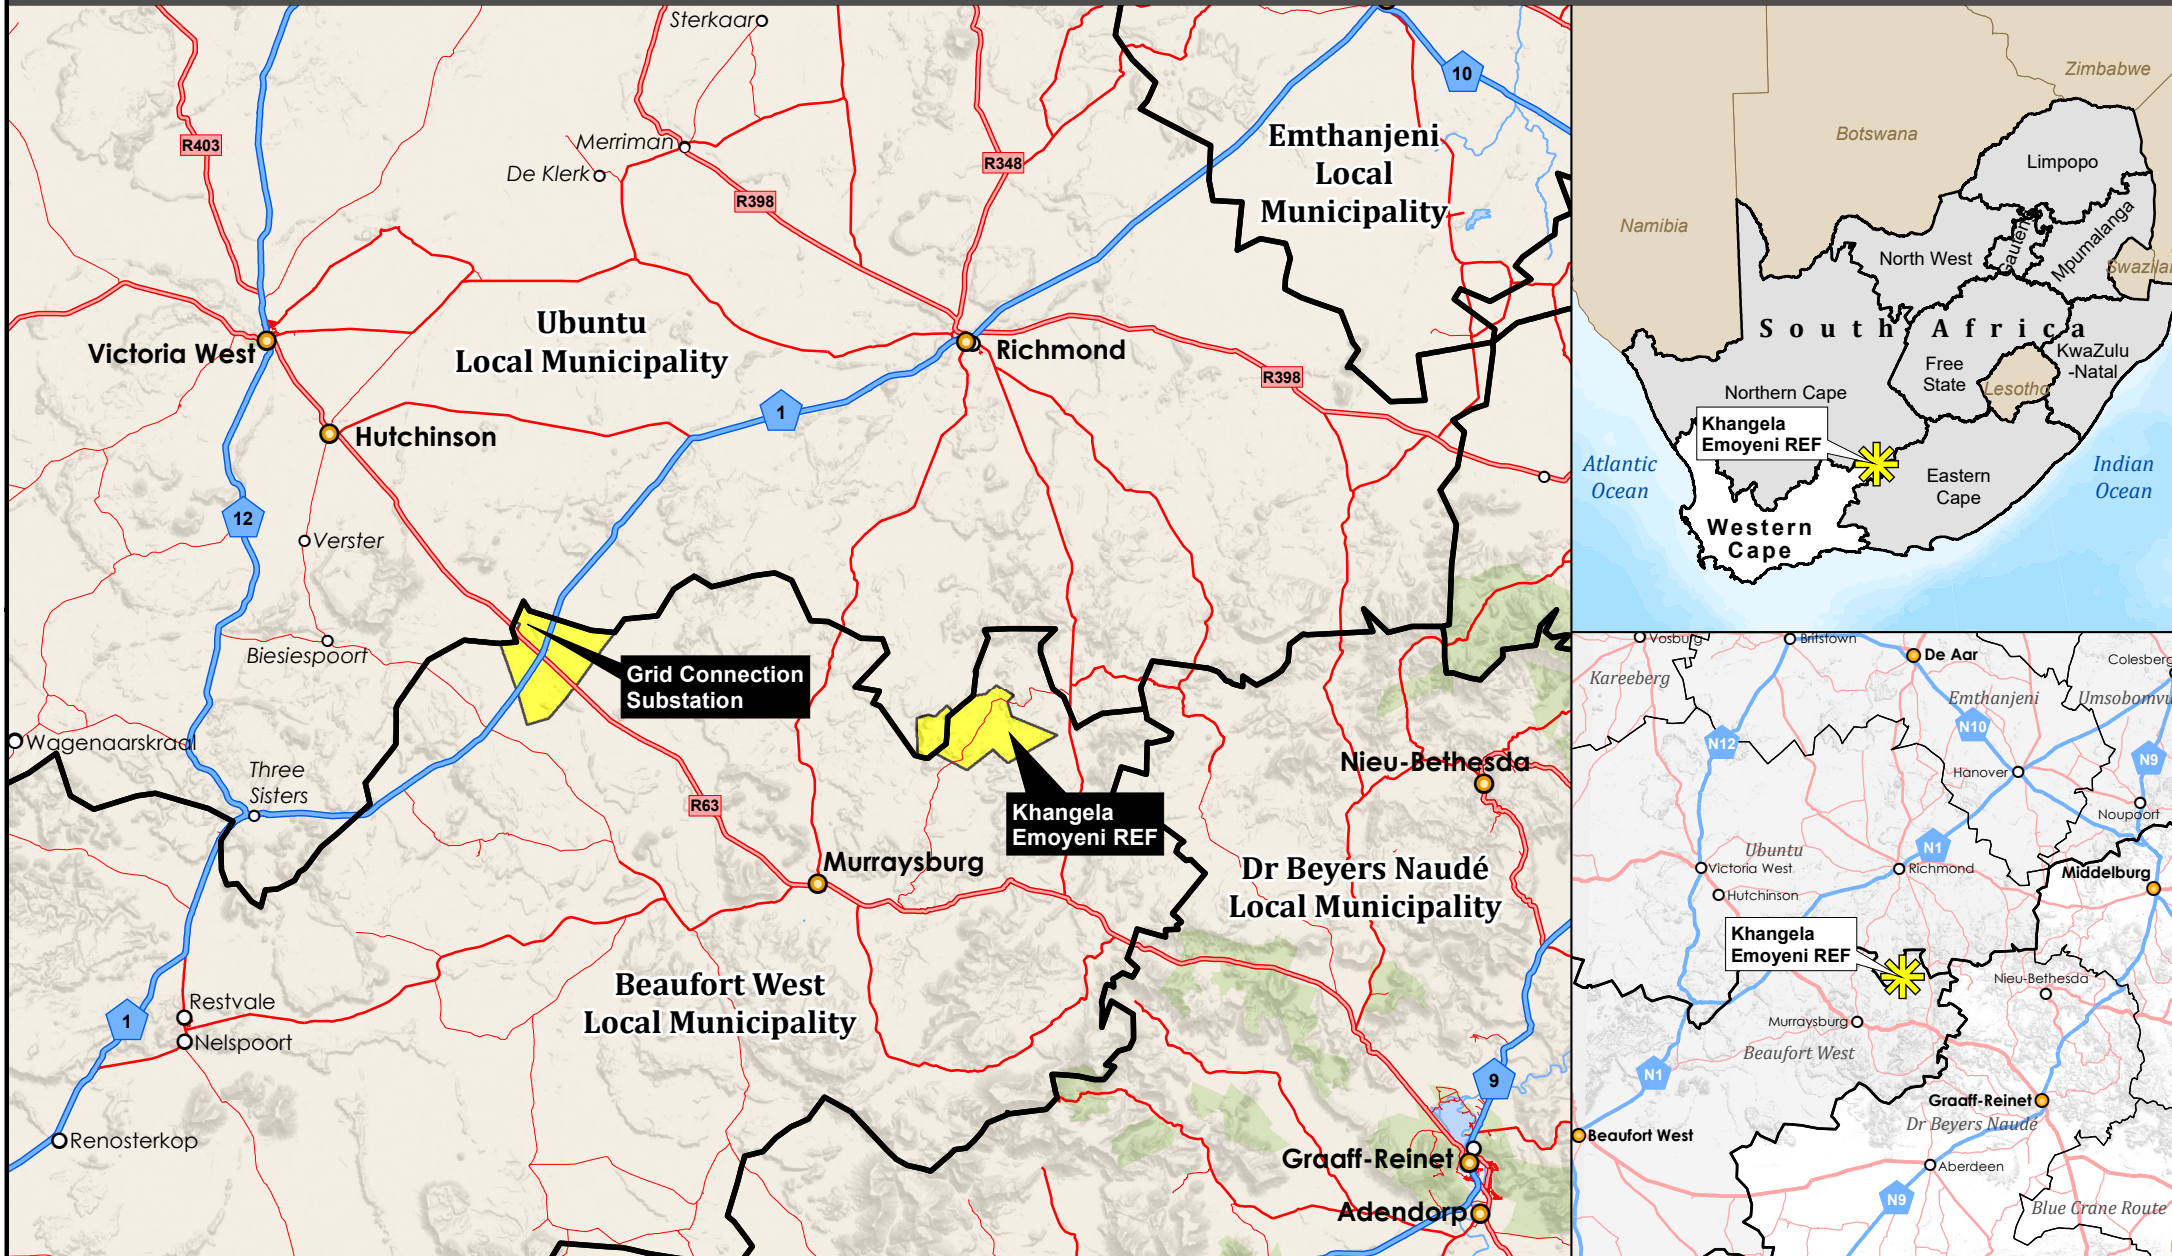 Sterkaar
10
Emthanjeni
Local
Municipality
R403
Merriman
De Klerk
R348
R398
Ubuntu
Local Municipality
Victoria West
Richmond
R398
1
Hutchinson
12
Verster
Biesiespoort
Grid Connection
Substation
Wagenaarskraal
Three
Sisters
Nieu-Bethesda
R63
Khangela
Emoyeni REF
Murraysburg
Dr Beyers Naudé
Local Municipality
Beaufort West
Local Municipality
Restvale
1
Nelspoort
9
Renosterkop
Graaff-Reinet
Adendorp
Zimbabwe
Botswana
Limpopo
Namibia
Mpumalanga
Gauteng
North West
South Africa
KwaZulu
-Natal
Free
State
Lesotho
Northern Cape
Khangela
Emoyeni REF
Atlantic
Ocean
Indian
Ocean
Eastern
Cape
Western
Cape
Vosburg
Britstown
De Aar
Kareeberg
Emthanjeni
N10
N12
N9
Hanover
Noupoort
Ubuntu
N1
Victoria West
Richmond
Middelburg
Hutchinson
Khangela
Emoyeni REF
Nieu-Bethesda
Murraysburg
Beaufort West
N1
Graaff-Reinet
Dr Beyers Naudé
Beaufort West
Aberdeen
N9
Blue Crane Route